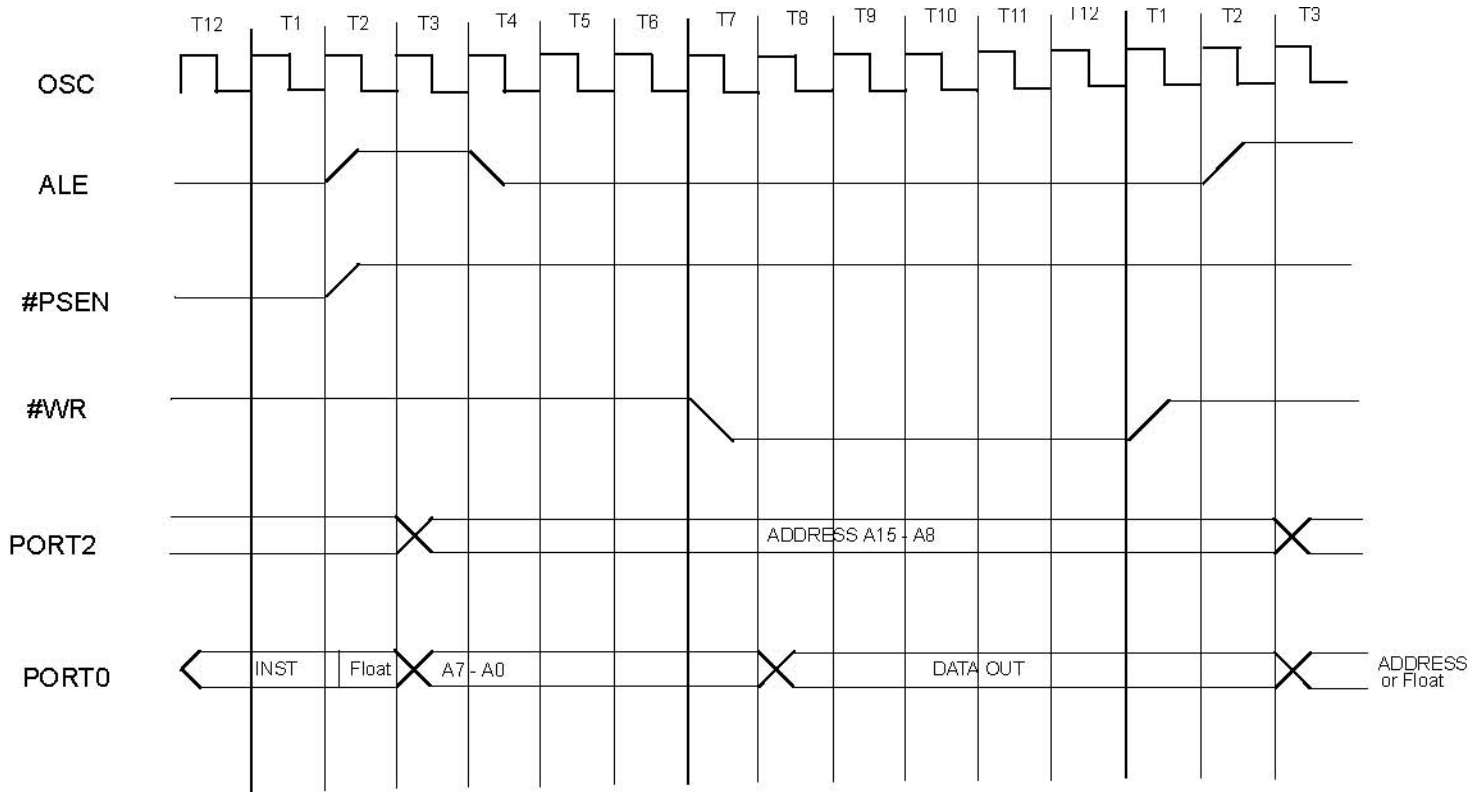 T12 T1 T2 T3 T4 T5 T6 T7 T8 T9 T10 T11 T12 T1 T2 T3
OSC
ALE
#PSEN
#WR
PORT2 ADDRESS A15 - A8
PORT0 INST Float A7 - A0 DATA OUT ADDRESS
or Float